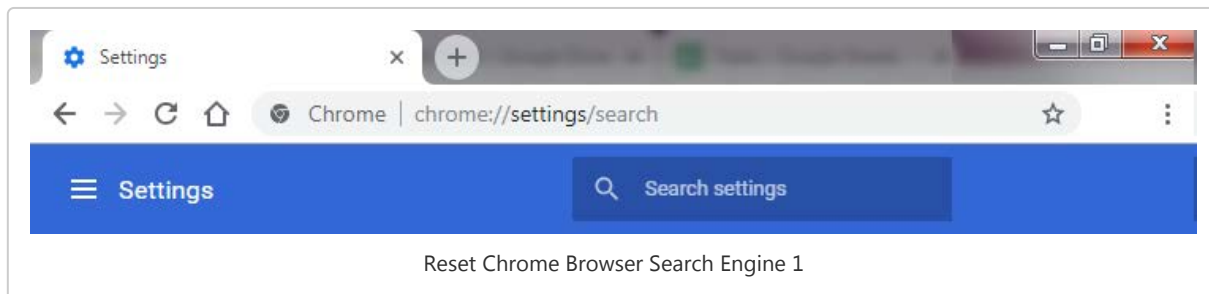 Settings
Chrome | chrome://settings/search
Settings
Search settings
Reset Chrome Browser Search Engine 1